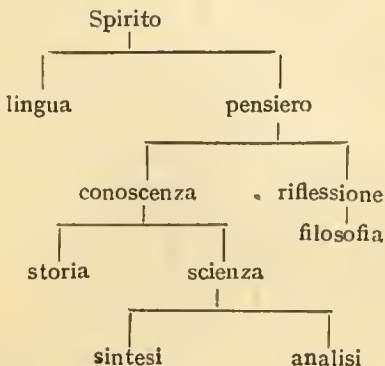 Spirito
lingua pensiero
conoscenza riflessione
filosofia
storia scienza
sintesi analisi